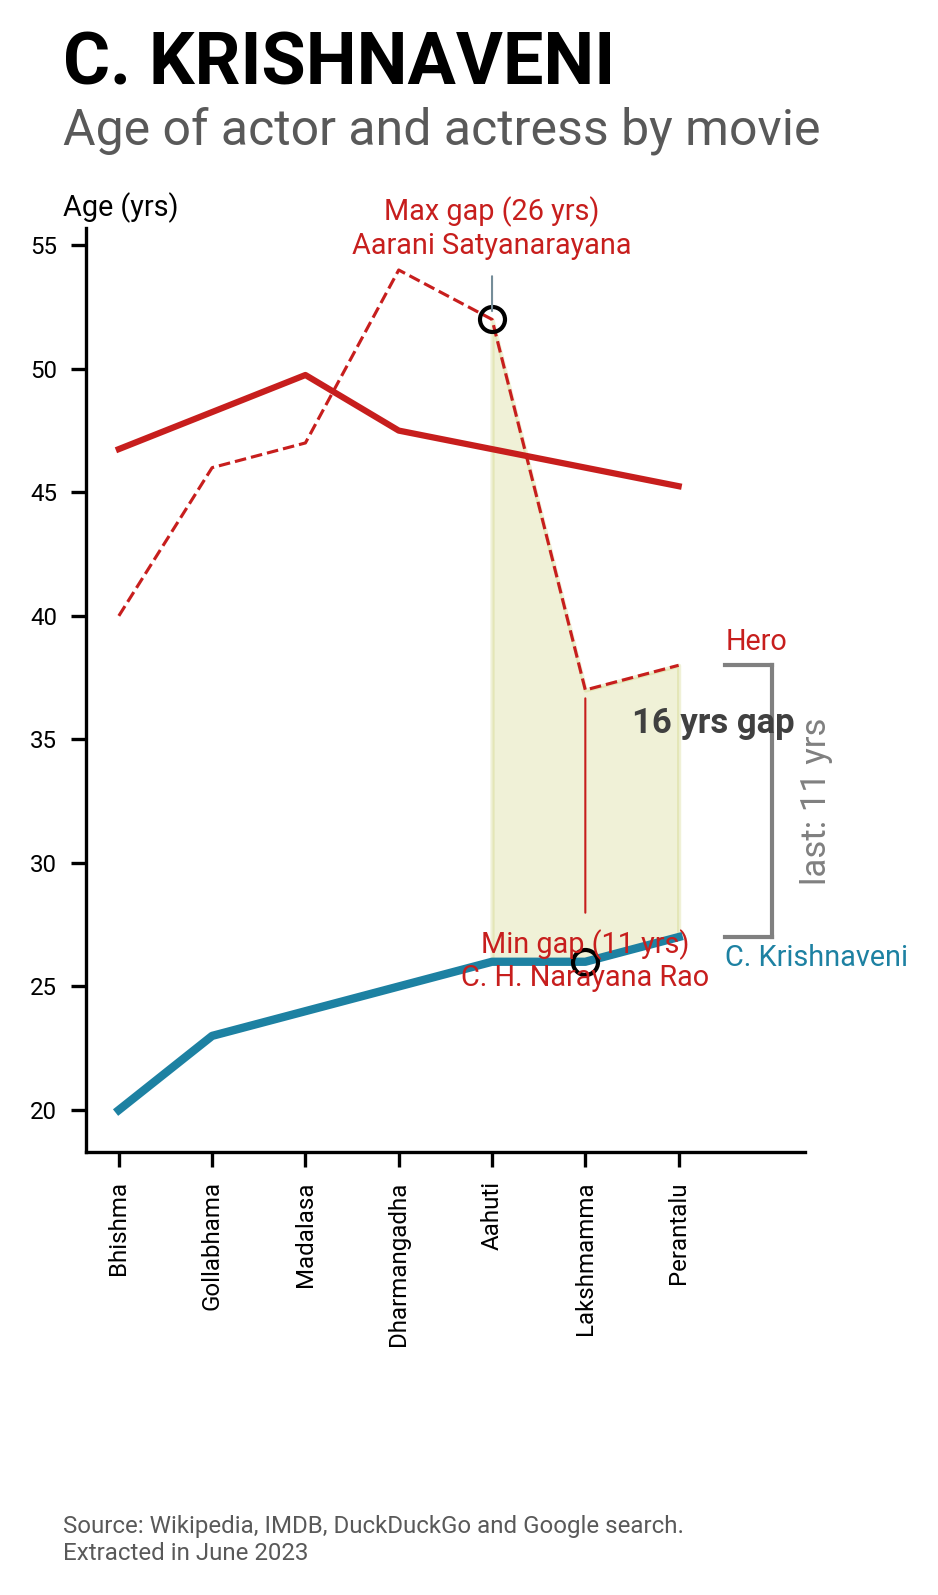 C. KRISHNAVENI
Age of actor and actress by movie
Age (yrs)
Max gap (26 yrs)
Aarani Satyanarayana
55
50
45
40
35
30
25
20
Hero
16 yrs gap
last: 11 yrs
Min gap (11 yrs)
C. H. Narayana Rao
C. Krishnaveni
Bhishma
Gollabhama
Madalasa
Dharmangadha
Aahuti
Lakshmamma
Perantalu
Source: Wikipedia, IMDB, DuckDuckGo and Google search.
Extracted in June 2023